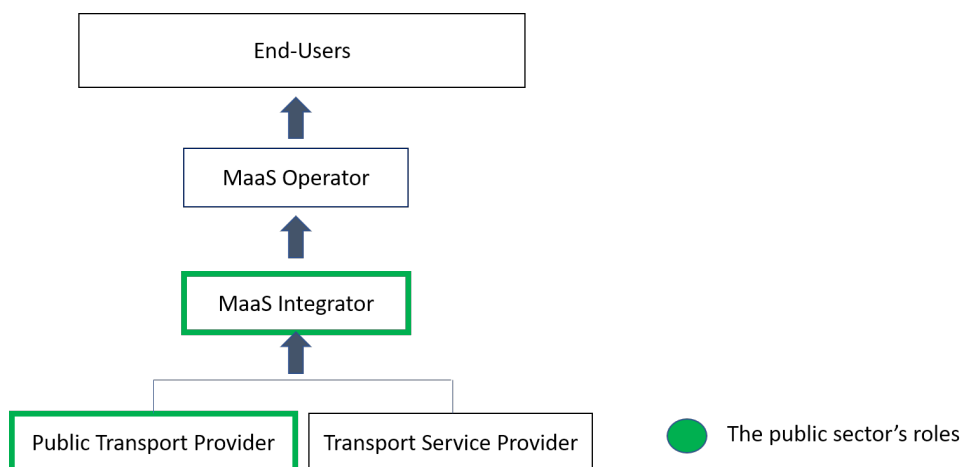 End-Users
MaaS Operator
MaaS Integrator
Public Transport Provider
Transport Service Provider
The public sector's roles